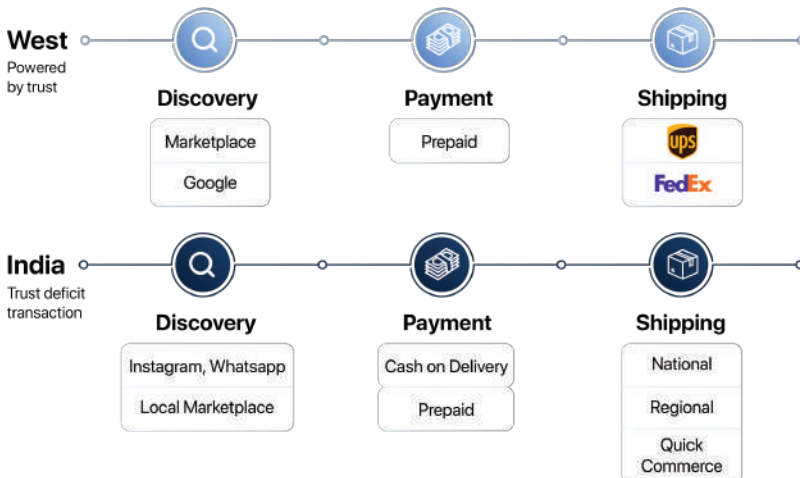 West
Powered
by trust
Discovery
Payment
Shipping
Marketplace
Google
Prepaid
ups
FedEx
India
Trust deficit
transaction
Discovery
Payment
Shipping
Instagram, Whatsapp
Local Marketplace
Cash on Delivery
Prepaid
National
Regional
Quick
Commerce